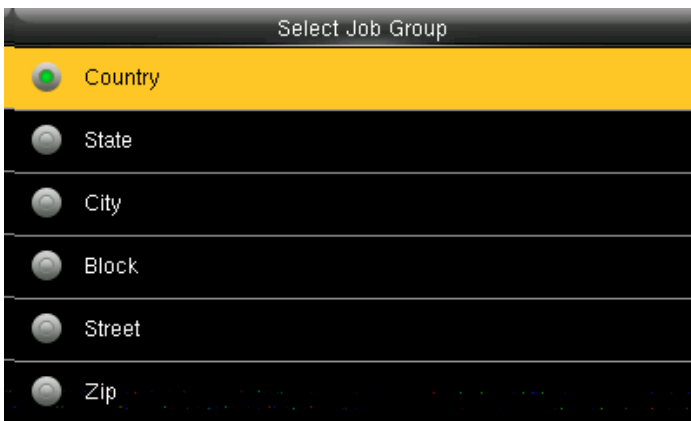 Select Job Group
Country
State
City
Block
Street
Zip